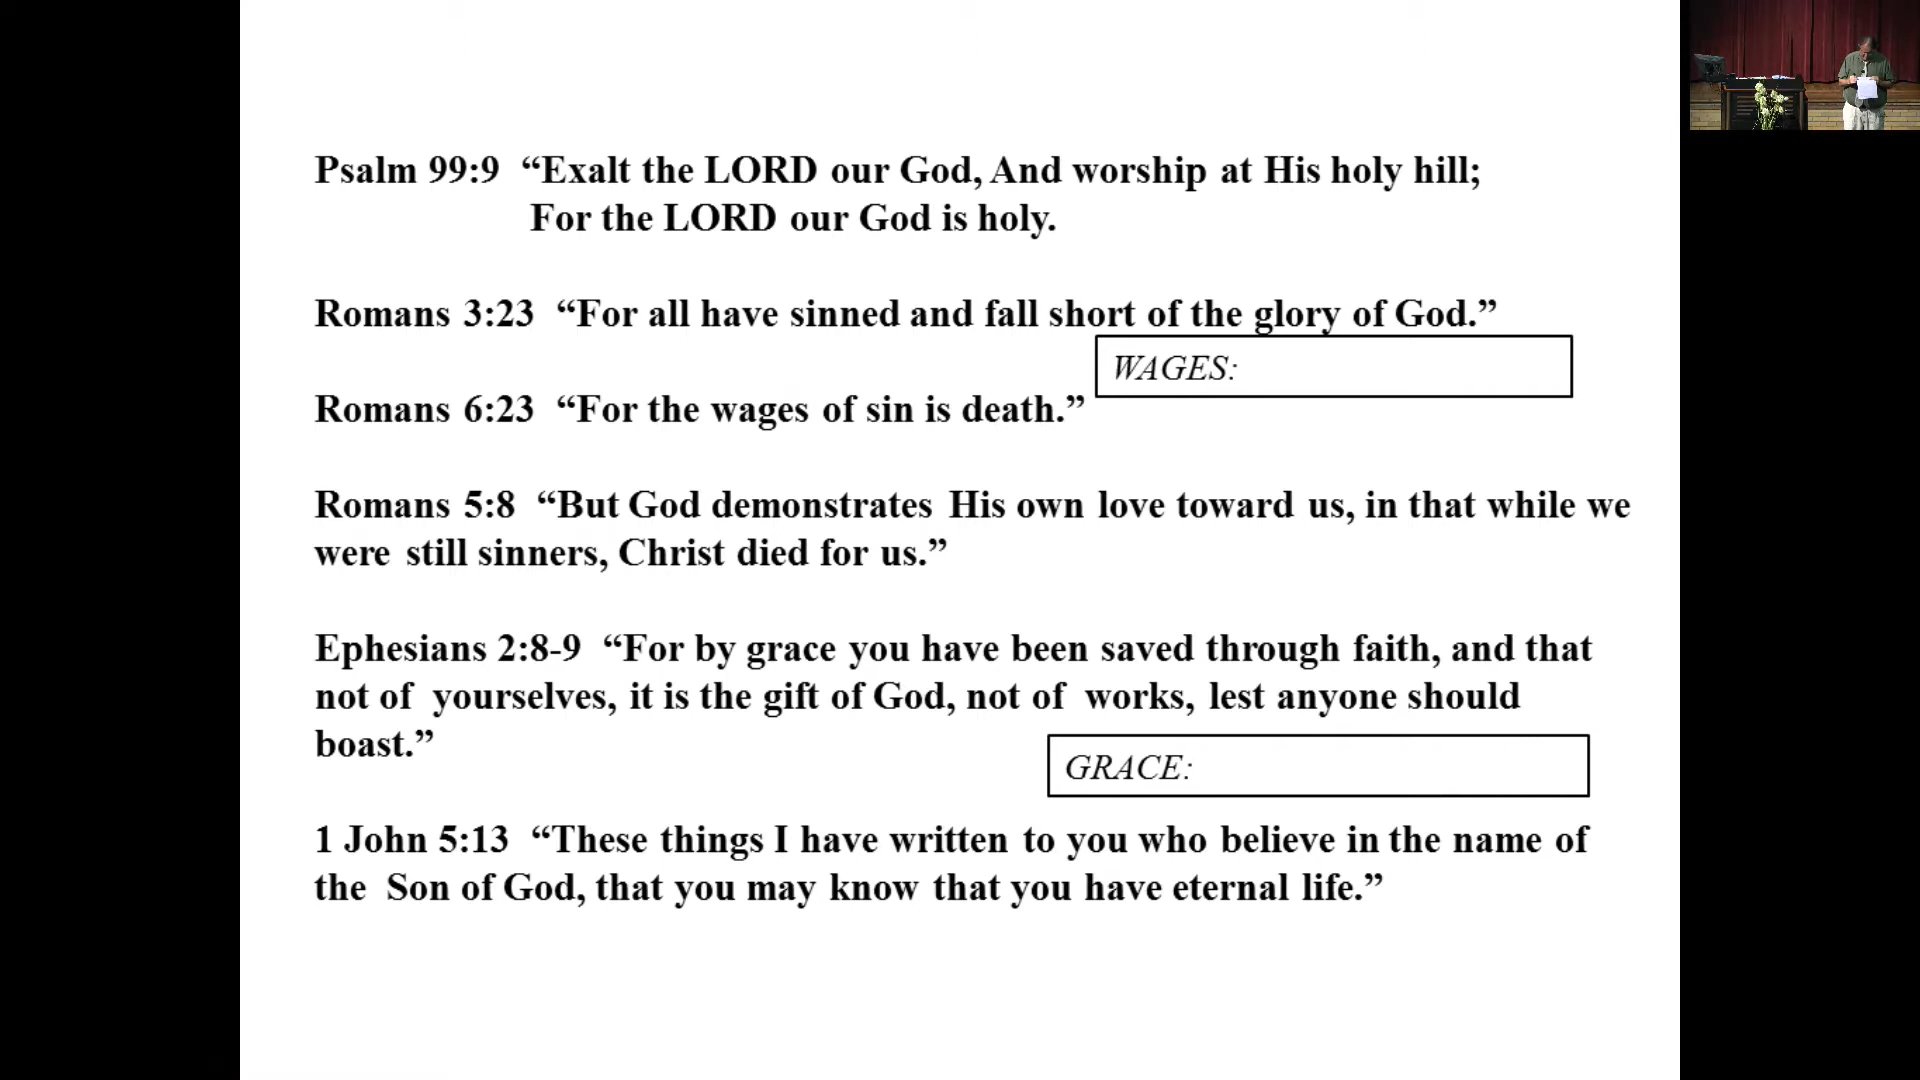 Psalm 99:9 “Exalt the LORD our God, And worship at His holy hill;
For the LORD our God is holy.
Romans 3:23 “For all have sinned and fall short of the glory of God.”
WAGES:
Romans 6:23 “For the wages of sin is death.”
Romans 5:8 “But God demonstrates His own love toward us, in that while we
were still sinners, Christ died for us.”
Ephesians 2:8-9 “For by grace you have been saved through faith, and that
not of yourselves, it is the gift of God, not of works, lest anyone should
boast.”
GRACE:
1 John 5:13 “These things I have written to you who believe in the name of
the Son of God, that you may know that you have eternal life.”